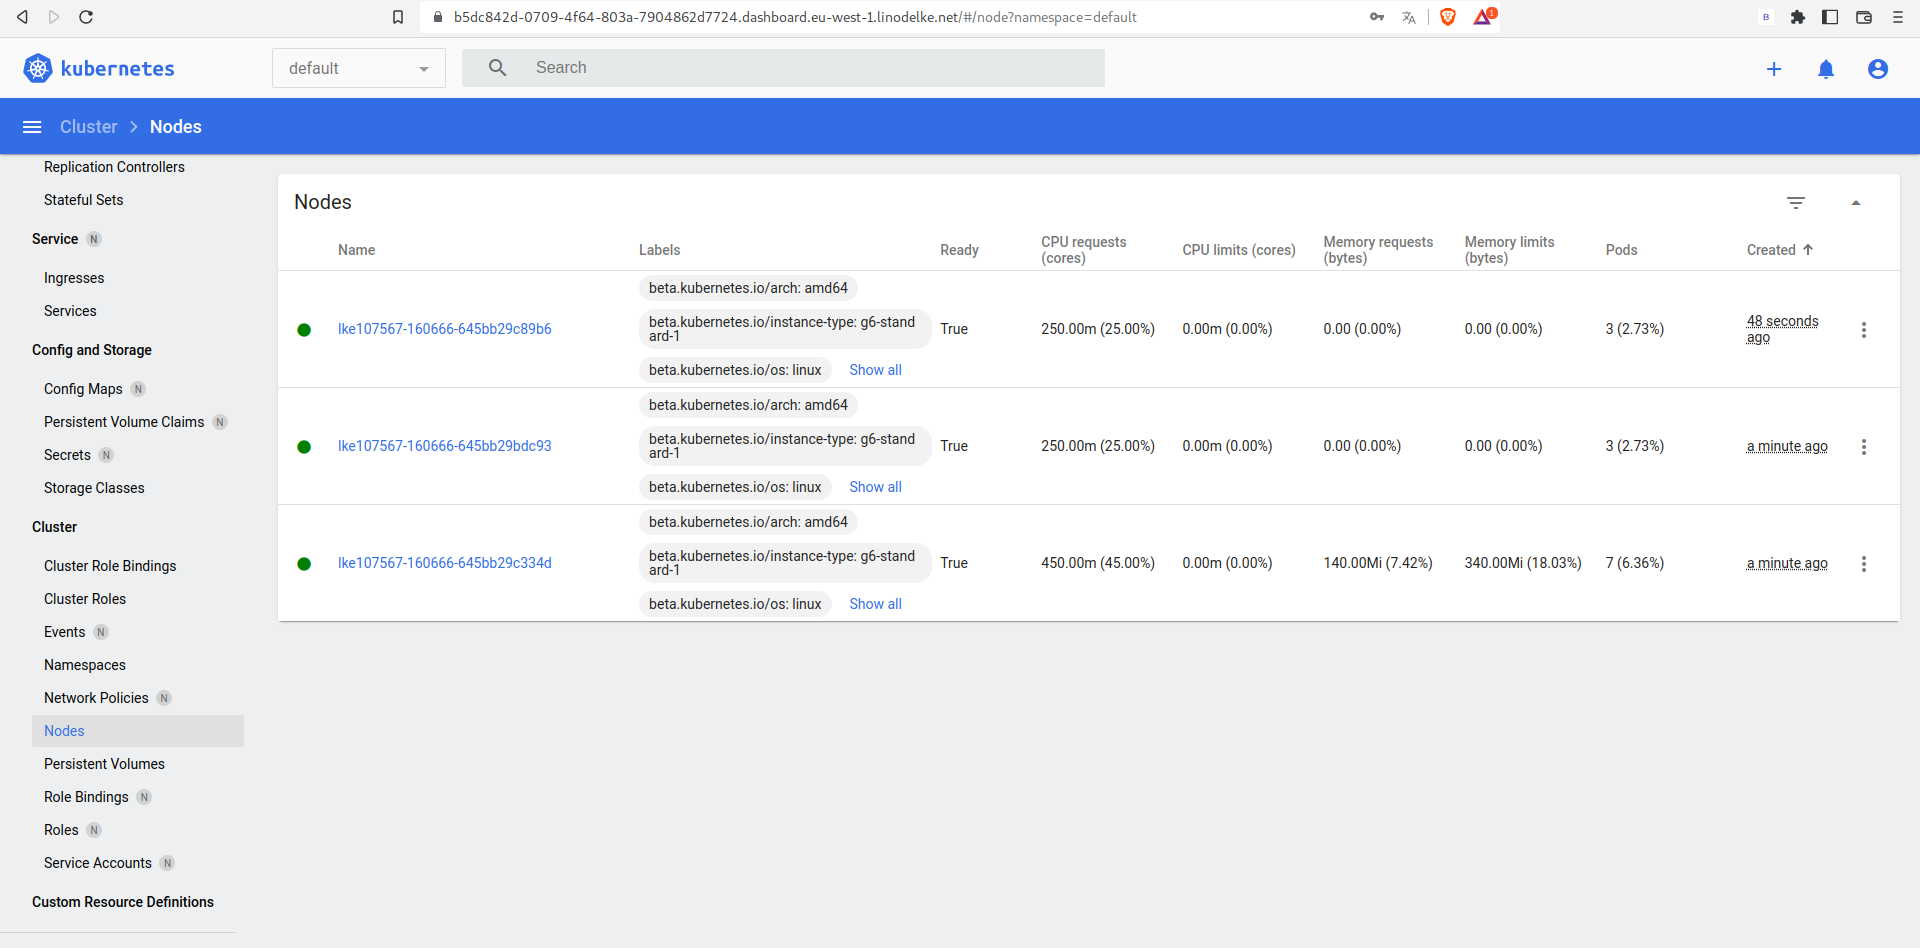 b5dc842d-0709-4f64-803a-7904862d7724.dashboard.eu-west-1.linodelke.net/#/node?namespace=default
B
1
kubernetes
default
Search
Cluster
Nodes
Replication Controllers
Stateful Sets
Service N
Ingresses
Services
Config and Storage
Config Maps N
Persistent Volume Claims N
Secrets N
Storage Classes
Cluster
Cluster Role Bindings
Cluster Roles
Events N
Namespaces
Network Policies N
Nodes
Persistent Volumes
Role Bindings N
Roles N
Service Accounts N
Custom Resource Definitions
Nodes
Name
Labels
Ready
CPU requests
(cores)
CPU limits (cores)
Memory requests
(bytes)
Memory limits
(bytes)
Pods
Created
lke107567-160666-645bb29c89b6
beta.kubernetes.io/arch: amd64
beta.kubernetes.io/instance-type: g6-stand
ard-1
beta.kubernetes.io/os: linux
Show all
True
250.00m (25.00%)
0.00m (0.00%)
0.00 (0.00%)
0.00 (0.00%)
3 (2.73%)
48 seconds
ago
lke107567-160666-645bb29bdc93
beta.kubernetes.io/arch: amd64
beta.kubernetes.io/instance-type: g6-stand
ard-1
beta.kubernetes.io/os: linux
Show all
True
250.00m (25.00%)
0.00m (0.00%)
0.00 (0.00%)
0.00 (0.00%)
3 (2.73%)
a minute ago
lke107567-160666-645bb29c334d
beta.kubernetes.io/arch: amd64
beta.kubernetes.io/instance-type: g6-stand
ard-1
beta.kubernetes.io/os: linux
Show all
True
450.00m (45.00%)
0.00m (0.00%)
140.00Mi (7.42%)
340.00Mi (18.03%)
7 (6.36%)
a minute ago